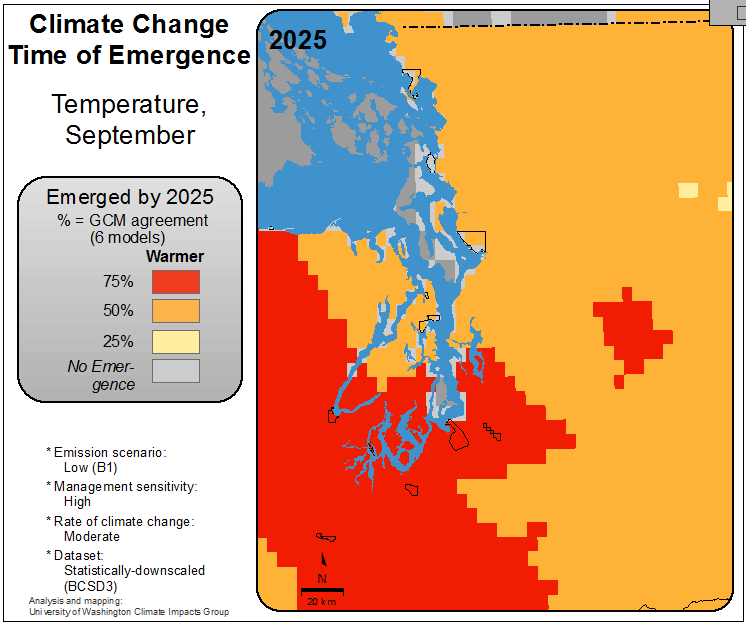 Climate Change
Time of Emergence
Temperature,
September
Emerged by 2025
% = GCM agreement
(6 models)
Warmer
75%
50%
25%
No Emer-
gence
* Emission scenario:
Low (B1)
* Management sensitivity:
High
* Rate of climate change:
Moderate
* Dataset:
Statistically-downscaled
(BCSD3)
Analysis and mapping:
University of Washington Climate Impacts Group
2025
N
20 km